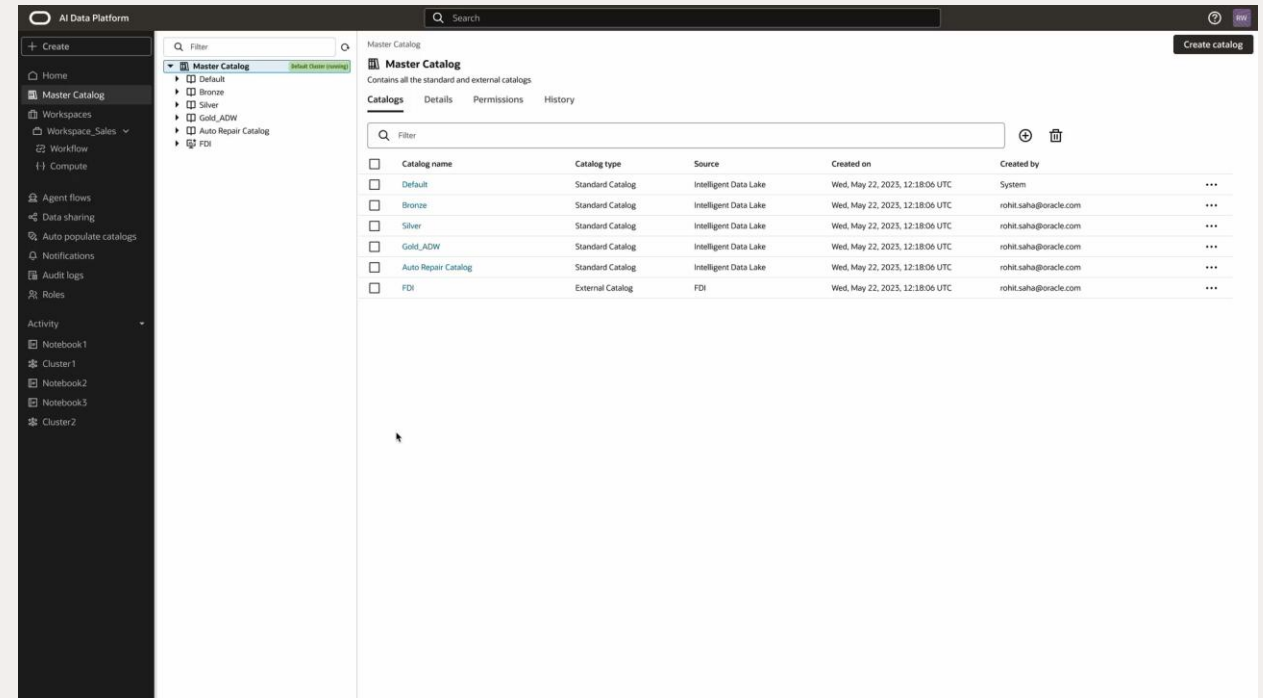 AI Data Platform
Search
RW
Create
Home
Master Catalog
Workspaces
Workspace_Sales
Workflow
Compute
Agent flows
Data sharing
Auto populate catalogs
Notifications
Audit logs
Roles
Activity
Notebook1
Cluster1
Notebook2
Notebook3
Cluster2
Filter
Master Catalog Default Cluster (running)
Default
Bronze
Silver
Gold_ADW
Auto Repair Catalog
FDI
Master Catalog
Create catalog
Master Catalog
Contains all the standard and external catalogs
Catalogs Details Permissions History
Filter
Catalog name Catalog type Source Created on Created by
Default Standard Catalog Intelligent Data Lake Wed, May 22, 2023, 12:18:06 UTC System
Bronze Standard Catalog Intelligent Data Lake Wed, May 22, 2023, 12:18:06 UTC rohit.saha@oracle.com
Silver Standard Catalog Intelligent Data Lake Wed, May 22, 2023, 12:18:06 UTC rohit.saha@oracle.com
Gold_ADW Standard Catalog Intelligent Data Lake Wed, May 22, 2023, 12:18:06 UTC rohit.saha@oracle.com
Auto Repair Catalog Standard Catalog Intelligent Data Lake Wed, May 22, 2023, 12:18:06 UTC rohit.saha@oracle.com
FDI External Catalog FDI Wed, May 22, 2023, 12:18:06 UTC rohit.saha@oracle.com